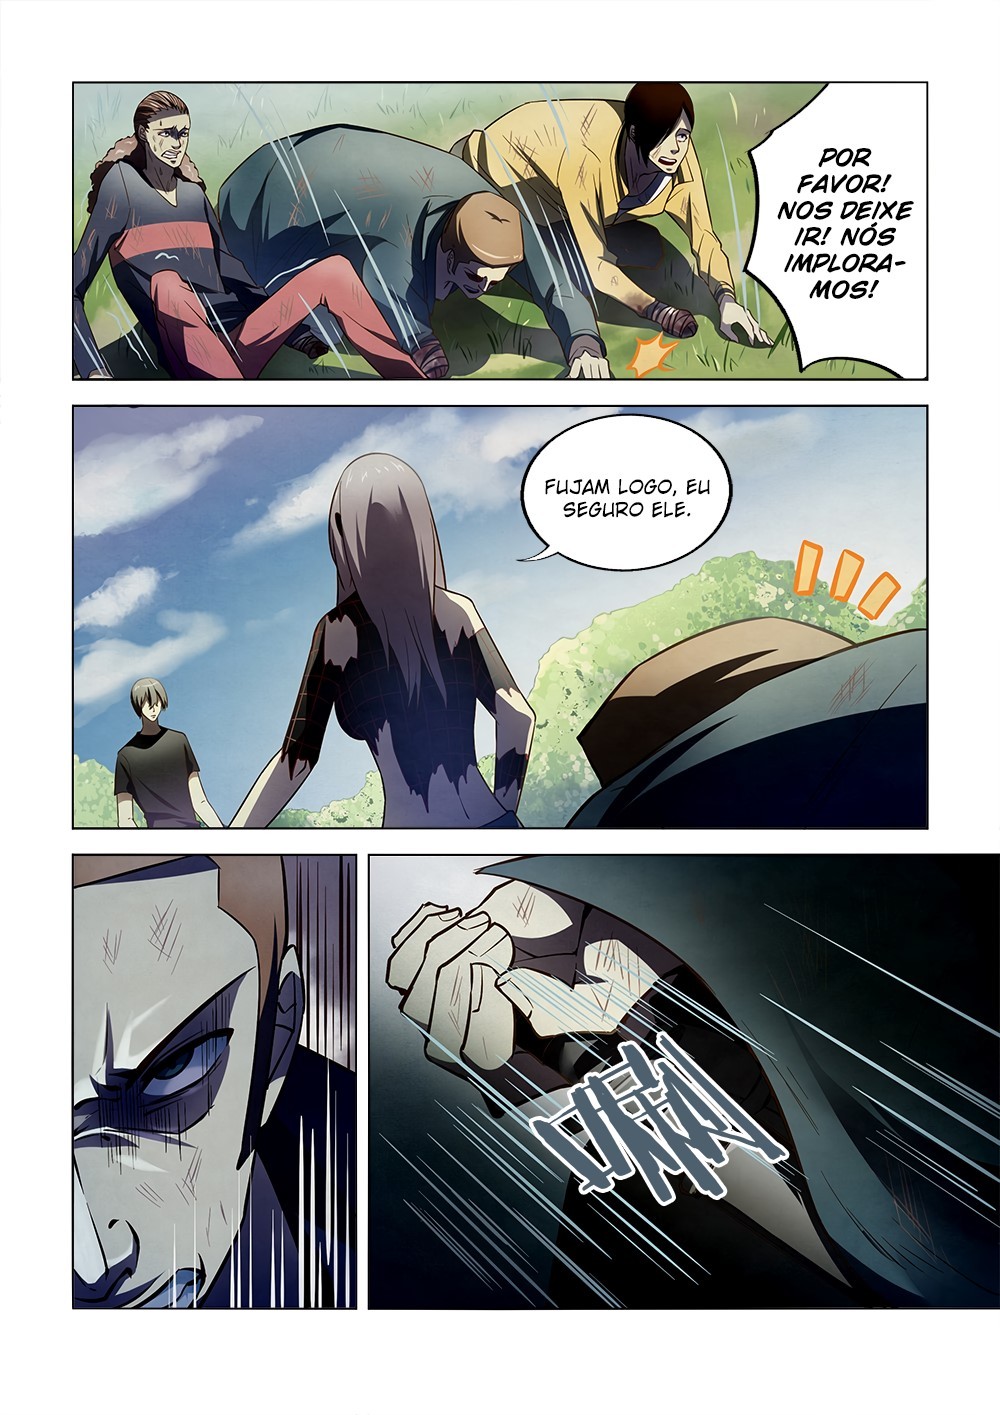 POR
FAVOR!
NOS DEIXE
IR! NÓS
IMPLORA-
MOS!
FUJAM LOGO, EU
SEGURO ELE.